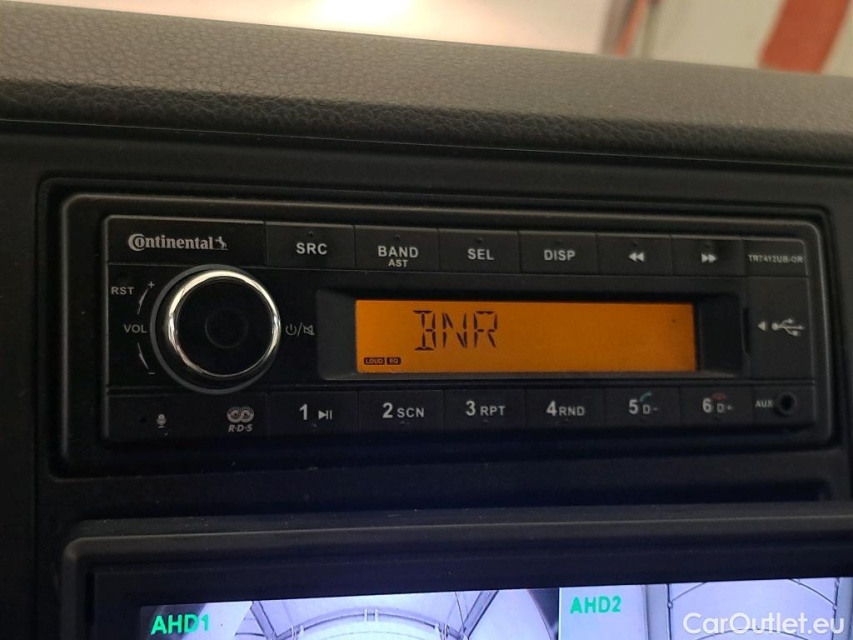 Continental
SRC
BAND
AST
SEL
DISP
TR7412UB-OR
RST
+
VOL
-
BNR
LOUD EQ
R·D·S
1
2 SCN
3 RPT
4 RND
5 D-
6 D+
AUX
AHD1
AHD2
CarOutlet.eu